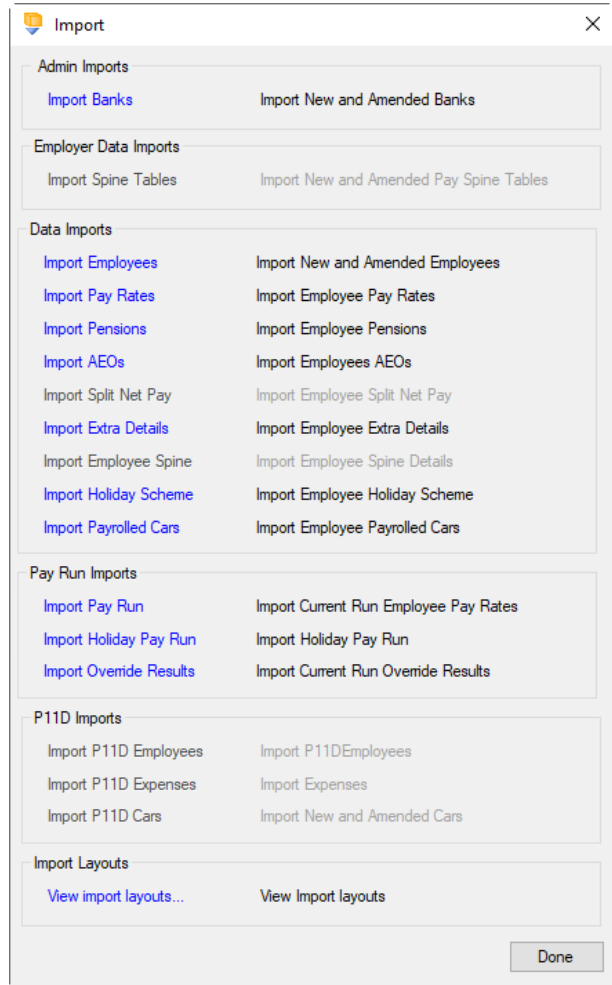 Import
Admin Imports
Import Banks Import New and Amended Banks
Employer Data Imports
Import Spine Tables Import New and Amended Pay Spine Tables
Data Imports
Import Employees Import New and Amended Employees
Import Pay Rates Import Employee Pay Rates
Import Pensions Import Employee Pensions
Import AEOs Import Employees AEOs
Import Split Net Pay Import Employee Split Net Pay
Import Extra Details Import Employee Extra Details
Import Employee Spine Import Employee Spine Details
Import Holiday Scheme Import Employee Holiday Scheme
Import Payrolled Cars Import Employee Payrolled Cars
Pay Run Imports
Import Pay Run Import Current Run Employee Pay Rates
Import Holiday Pay Run Import Holiday Pay Run
Import Override Results Import Current Run Override Results
P11D Imports
Import P11D Employees Import P11DEmployees
Import P11D Expenses Import Expenses
Import P11D Cars Import New and Amended Cars
Import Layouts
View import layouts... View Import layouts
Done